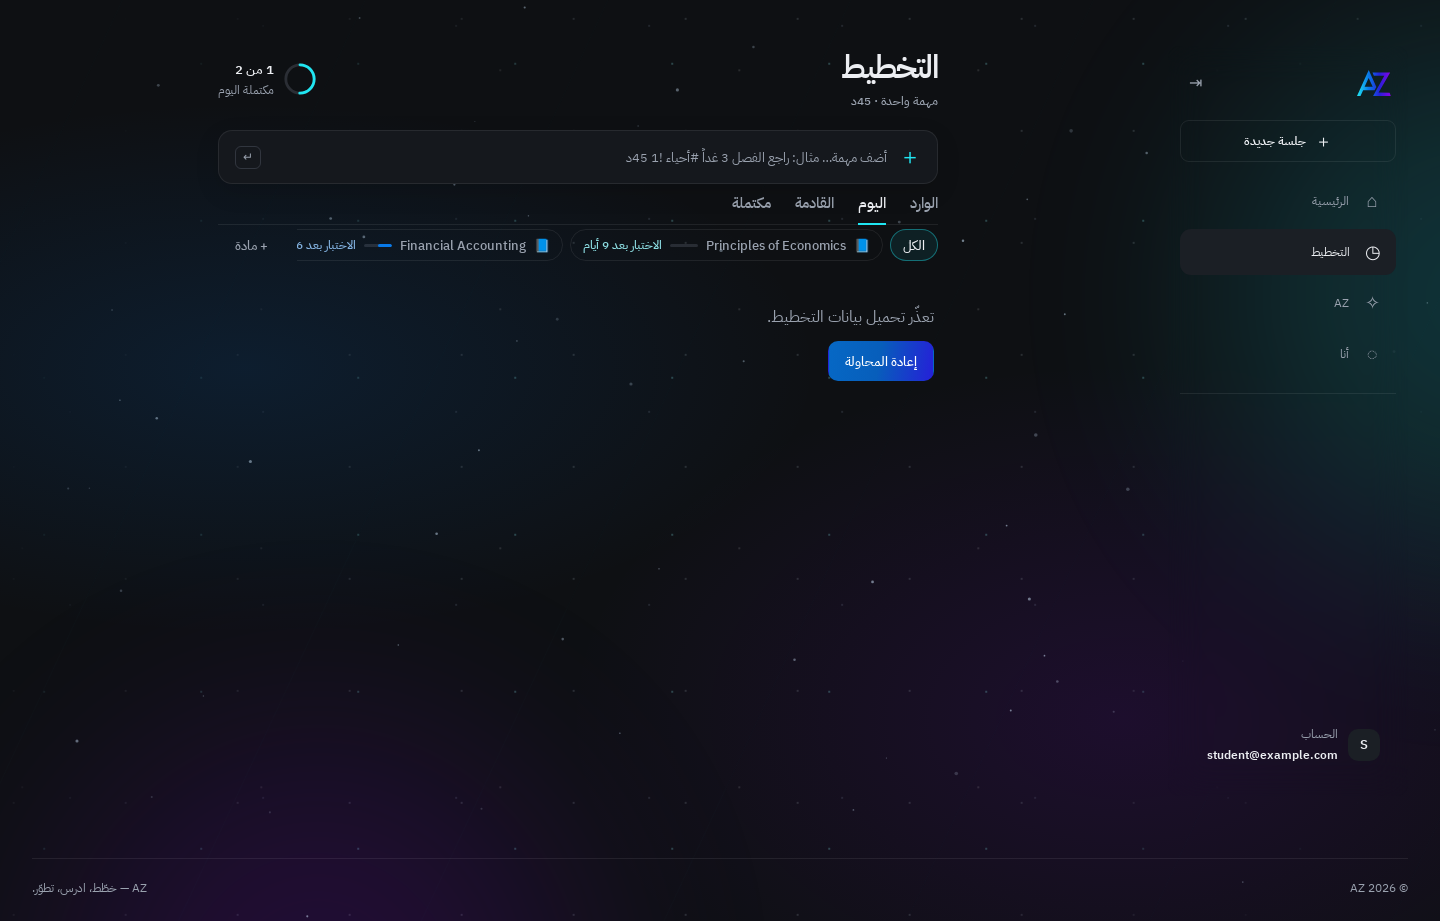 AZ
⇥
+ جلسة جديدة
الرئيسية
التخطيط
AZ
أنا
الحساب
student@example.com
S
التخطيط
مهمة واحدة · 45د
1 من 2
مكتملة اليوم
+ أضف مهمة… مثال: راجع الفصل 3 غداً #أحياء !1 45د
↵
الوارد
اليوم
القادمة
مكتملة
الكل
📘 Principles of Economics الاختبار بعد 9 أيام
📘 Financial Accounting الاختبار بعد 6
+ مادة
تعذّر تحميل بيانات التخطيط.
إعادة المحاولة
© 2026 AZ
AZ — خطّط، ادرس، تطوّر.